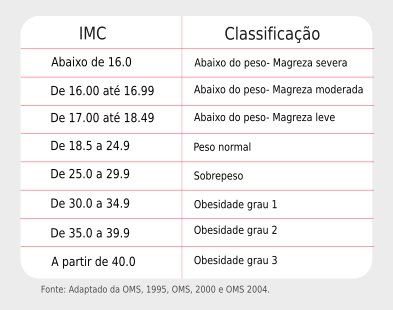 IMC Classificação
Abaixo de 16.0 Abaixo do peso- Magreza severa
De 16.00 até 16.99 Abaixo do peso- Magreza moderada
De 17.00 até 18.49 Abaixo do peso- Magreza leve
De 18.5 a 24.9 Peso normal
De 25.0 a 29.9 Sobrepeso
De 30.0 a 34.9 Obesidade grau 1
De 35.0 a 39.9 Obesidade grau 2
A partir de 40.0 Obesidade grau 3
Fonte: Adaptado da OMS, 1995, OMS, 2000 e OMS 2004.